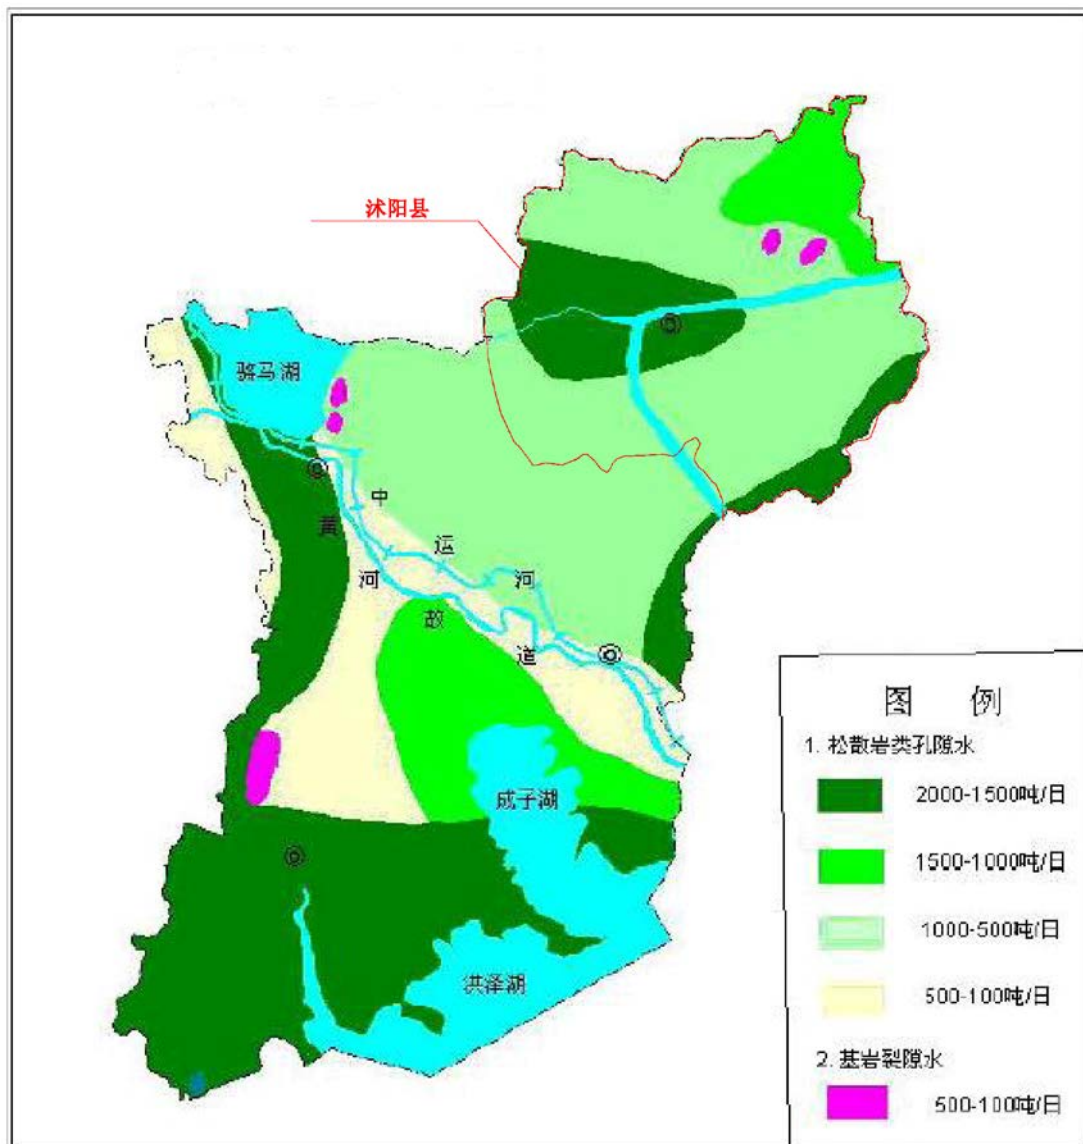 沭阳县
骆马湖
中
运
河
黄
河
故
道
成子湖
洪泽湖
图 例
1. 松散岩类孔隙水
2000-1500吨/日
1500-1000吨/日
1000-500吨/日
500-100吨/日
2. 基岩裂隙水
500-100吨/日